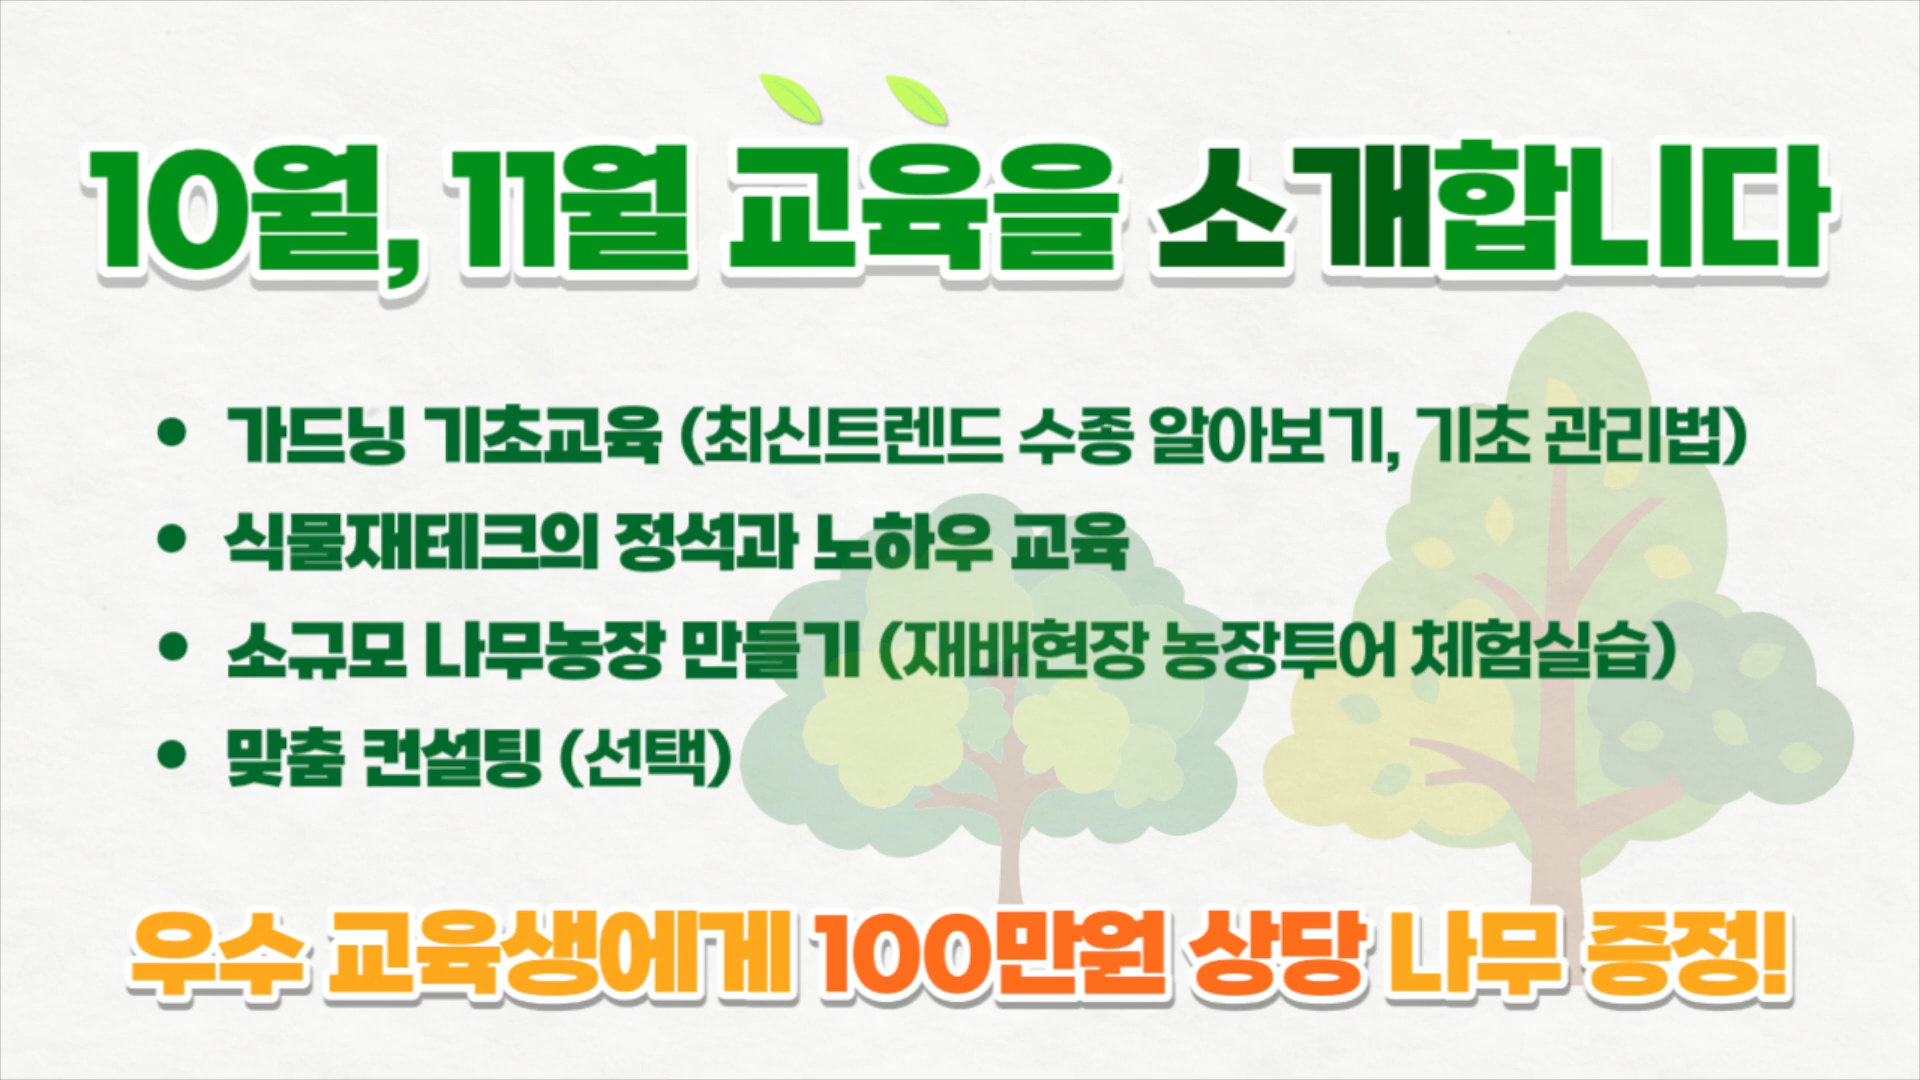 10월, 11월 교육을 소개합니다
• 가드닝 기초교육 (최신트렌드 수종 알아보기, 기초 관리법)
• 식물재테크의 정석과 노하우 교육
• 소규모 나무농장 만들기 (재배현장 농장투어 체험실습)
• 맞춤 컨설팅 (선택)
우수 교육생에게 100만원 상당 나무 증정!